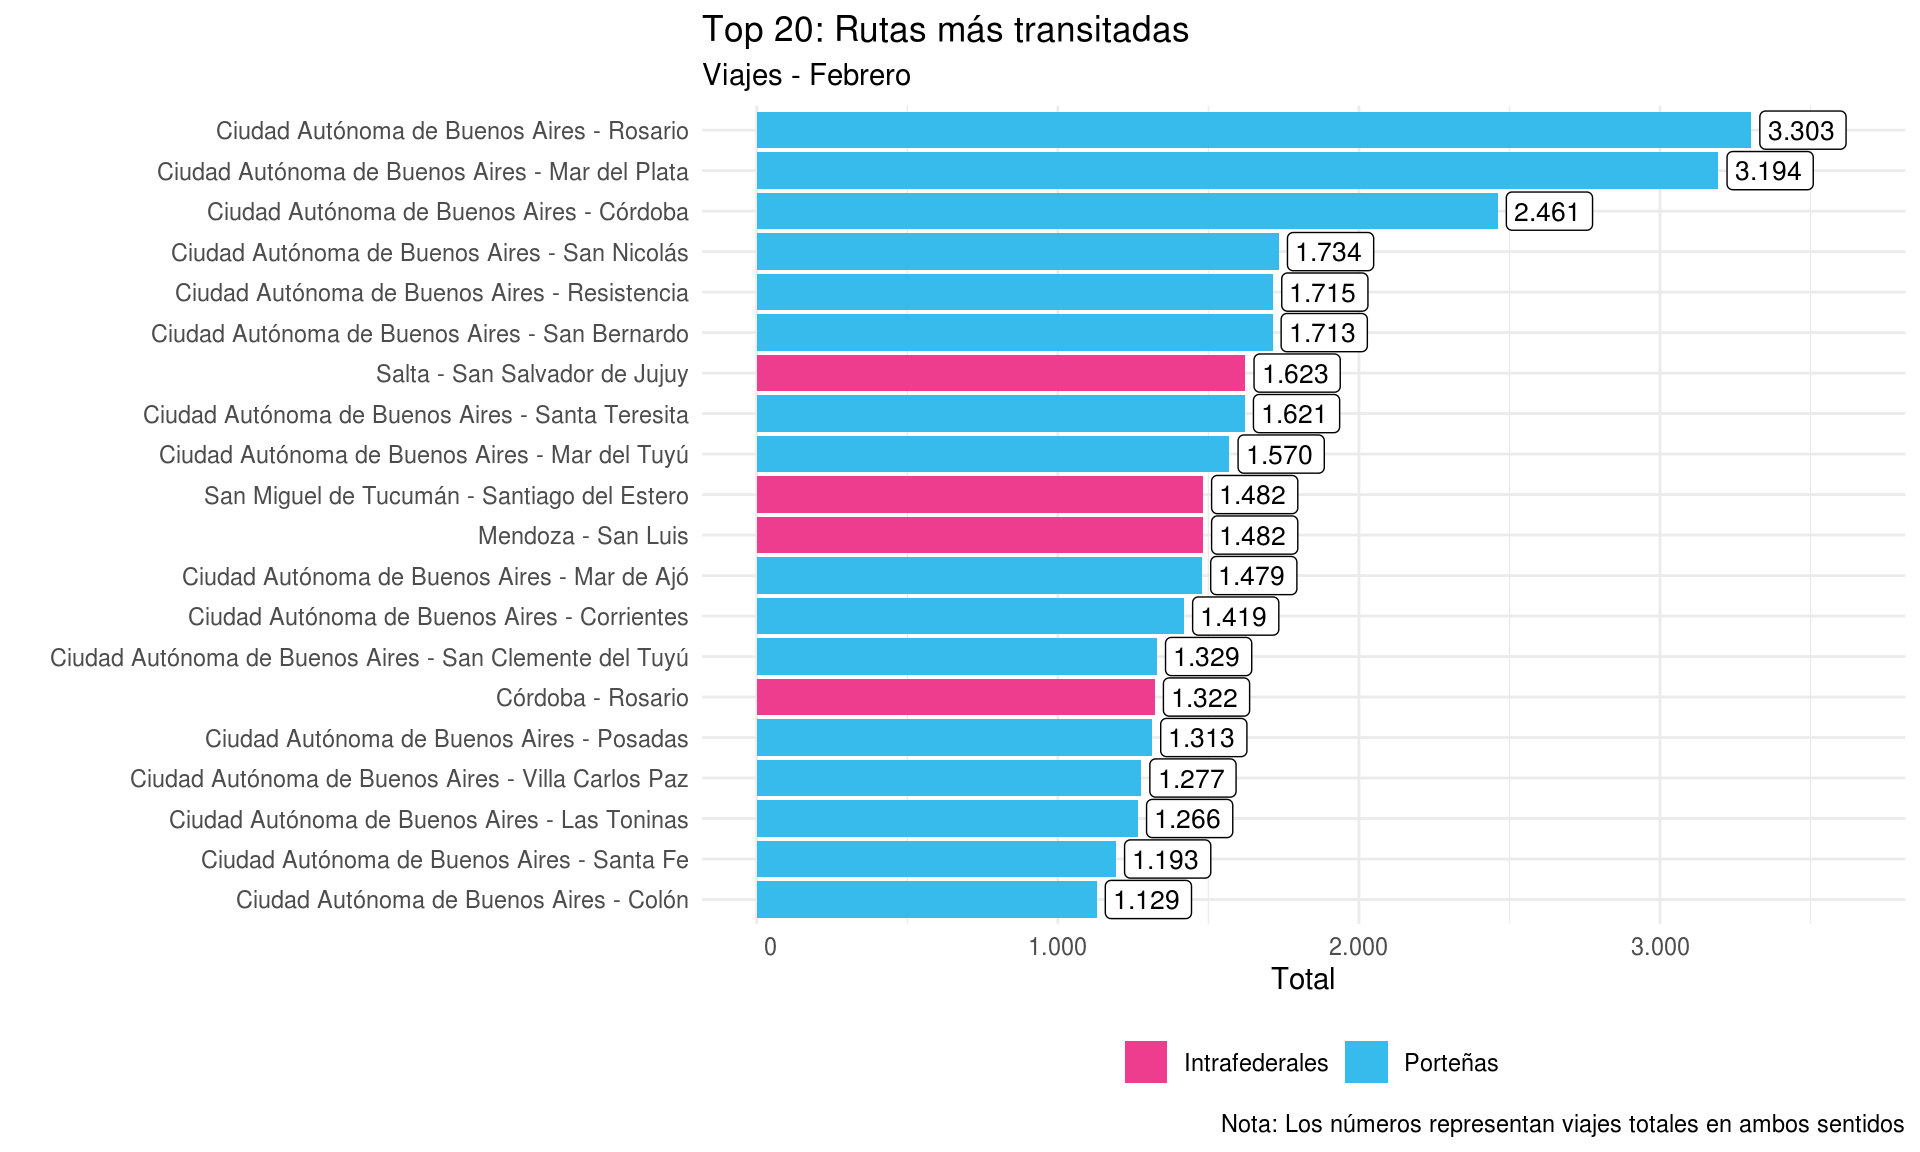 Top 20: Rutas más transitadas
Viajes - Febrero
Ciudad Autónoma de Buenos Aires - Rosario 3.303
Ciudad Autónoma de Buenos Aires - Mar del Plata 3.194
Ciudad Autónoma de Buenos Aires - Córdoba 2.461
Ciudad Autónoma de Buenos Aires - San Nicolás 1.734
Ciudad Autónoma de Buenos Aires - Resistencia 1.715
Ciudad Autónoma de Buenos Aires - San Bernardo 1.713
Salta - San Salvador de Jujuy 1.623
Ciudad Autónoma de Buenos Aires - Santa Teresita 1.621
Ciudad Autónoma de Buenos Aires - Mar del Tuyú 1.570
San Miguel de Tucumán - Santiago del Estero 1.482
Mendoza - San Luis 1.482
Ciudad Autónoma de Buenos Aires - Mar de Ajó 1.479
Ciudad Autónoma de Buenos Aires - Corrientes 1.419
Ciudad Autónoma de Buenos Aires - San Clemente del Tuyú 1.329
Córdoba - Rosario 1.322
Ciudad Autónoma de Buenos Aires - Posadas 1.313
Ciudad Autónoma de Buenos Aires - Villa Carlos Paz 1.277
Ciudad Autónoma de Buenos Aires - Las Toninas 1.266
Ciudad Autónoma de Buenos Aires - Santa Fe 1.193
Ciudad Autónoma de Buenos Aires - Colón 1.129
0 1.000 2.000 3.000
Total
Intrafederales Porteñas
Nota: Los números representan viajes totales en ambos sentidos